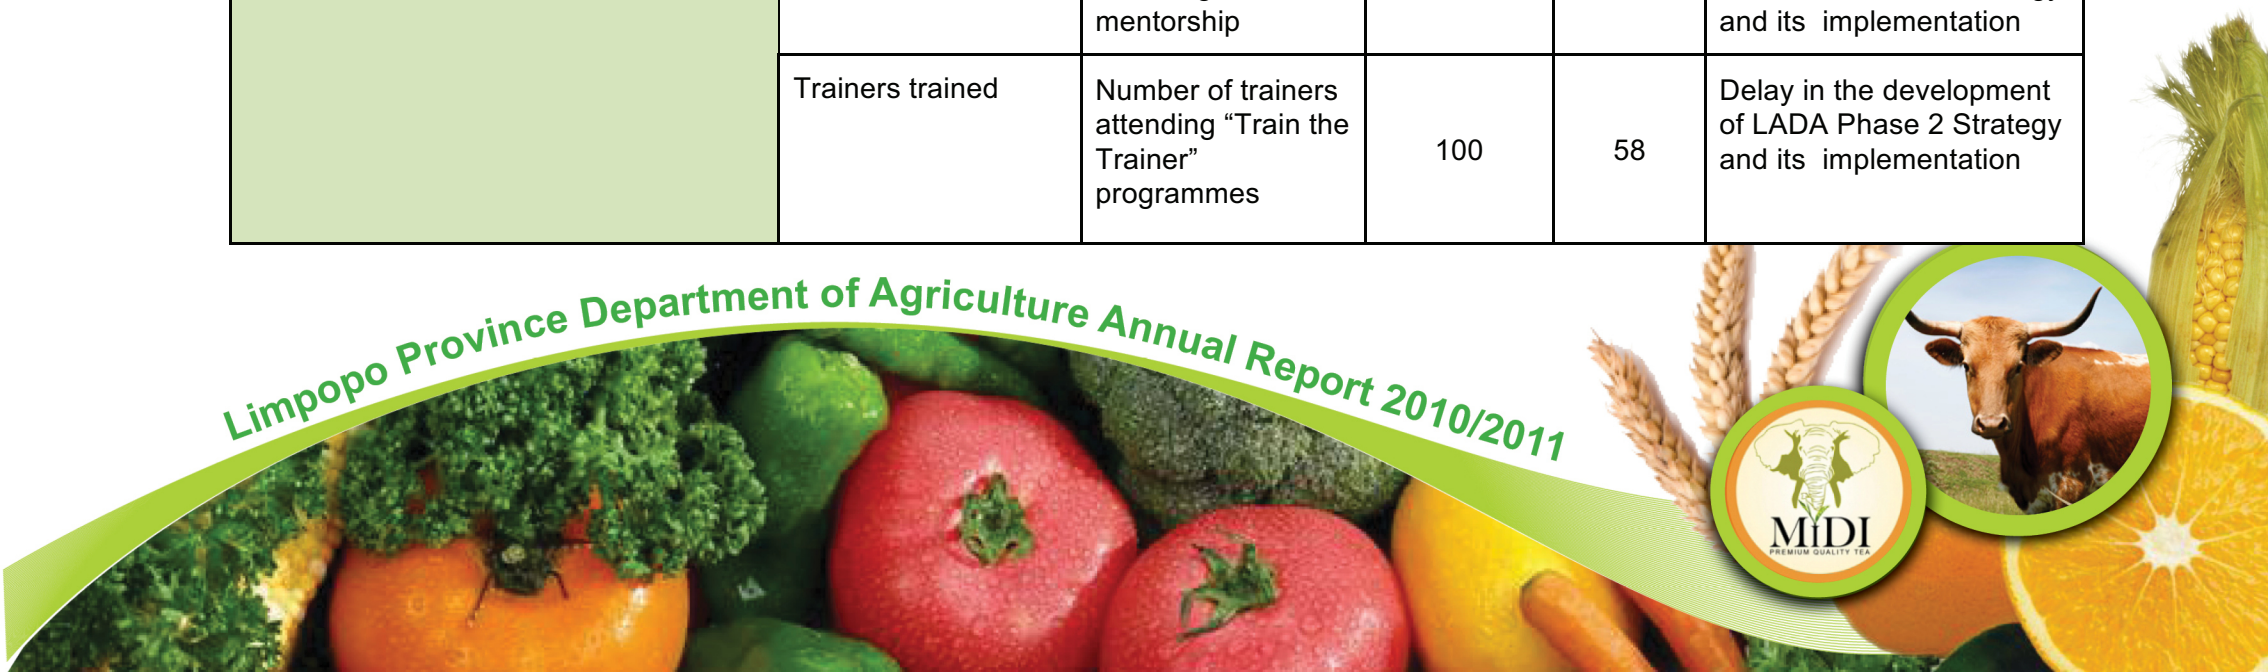 mentorship
and its implementation
Trainers trained
Number of trainers
attending “Train the
Trainer”
programmes
100
58
Delay in the development
of LADA Phase 2 Strategy
and its implementation
Limpopo Province Department of Agriculture Annual Report 2010/2011
MiDI
PREMIUM QUALITY TEA